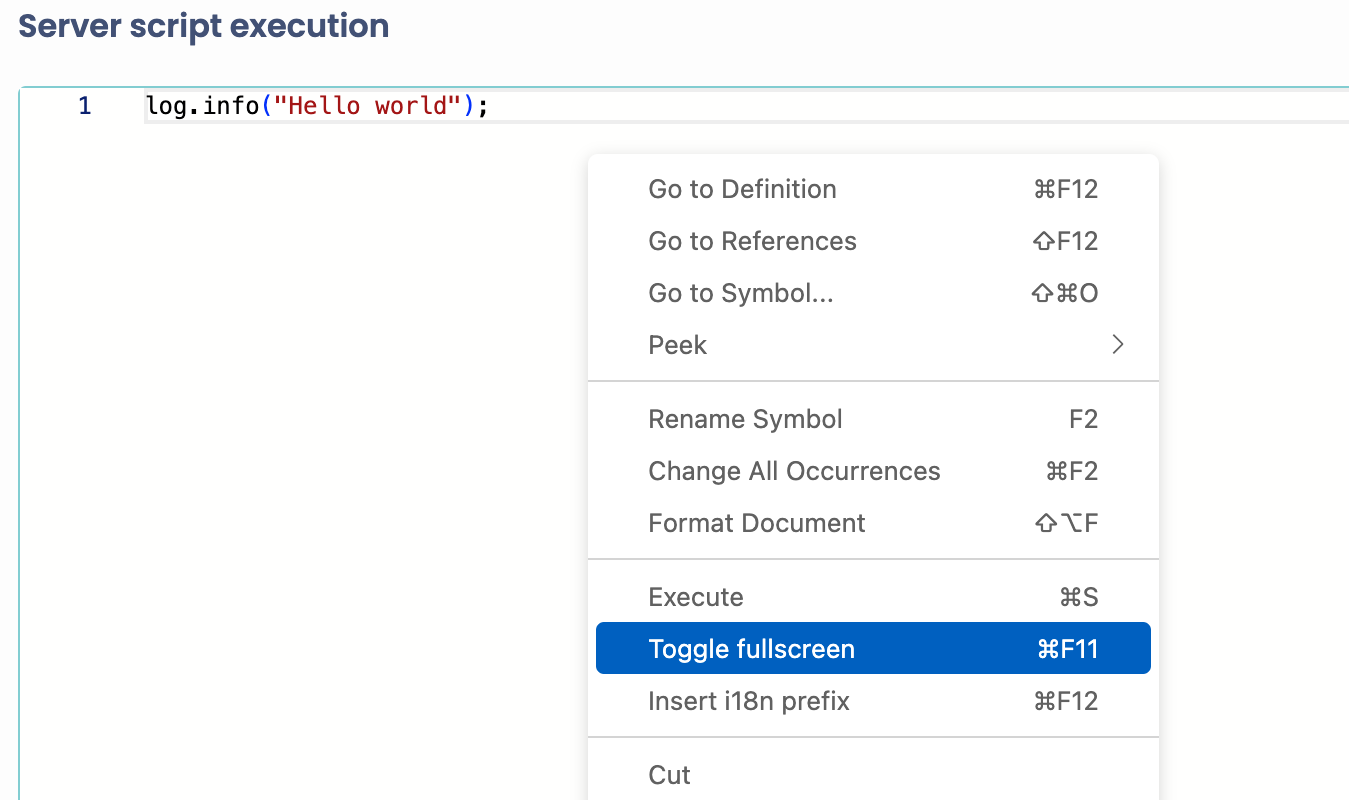 Server script execution
1 log.info("Hello world");
Go to Definition ⌘F12
Go to References ⇧F12
Go to Symbol... ⇧⌘O
Peek
Rename Symbol F2
Change All Occurrences ⌘F2
Format Document ⇧⌥F
Execute ⌘S
Toggle fullscreen ⌘F11
Insert i18n prefix ⌘F12
Cut